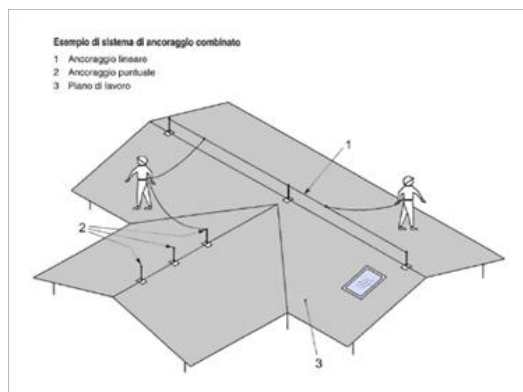 Esempio di sistema di ancoraggio combinato
1 Ancoraggio lineare
2 Ancoraggio puntuale
3 Piano di lavoro
1
2
3